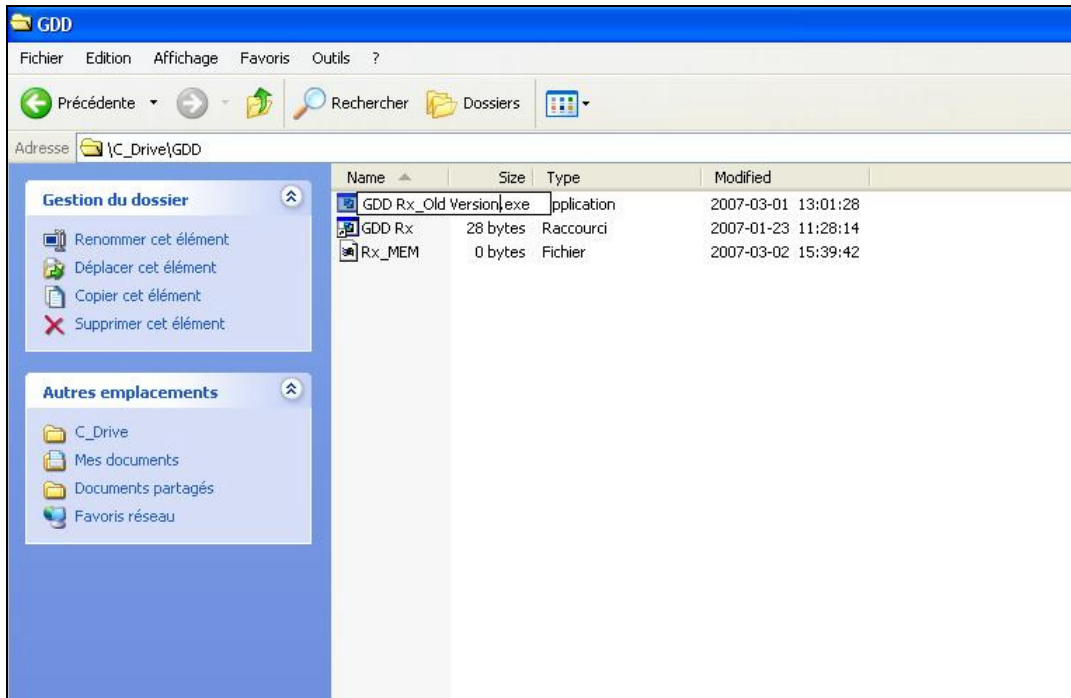 GDD
Fichier Edition Affichage Favoris Outils ?
Précédente Rechercher Dossiers
Adresse \C_Drive\GDD
Name Size Type Modified
GDD Rx_Old Version.exe pplication 2007-03-01 13:01:28
GDD Rx 28 bytes Raccourci 2007-01-23 11:28:14
Rx_MEM 0 bytes Fichier 2007-03-02 15:39:42
Gestion du dossier
Renommer cet élément
Déplacer cet élément
Copier cet élément
Supprimer cet élément
Autres emplacements
C_Drive
Mes documents
Documents partagés
Favoris réseau